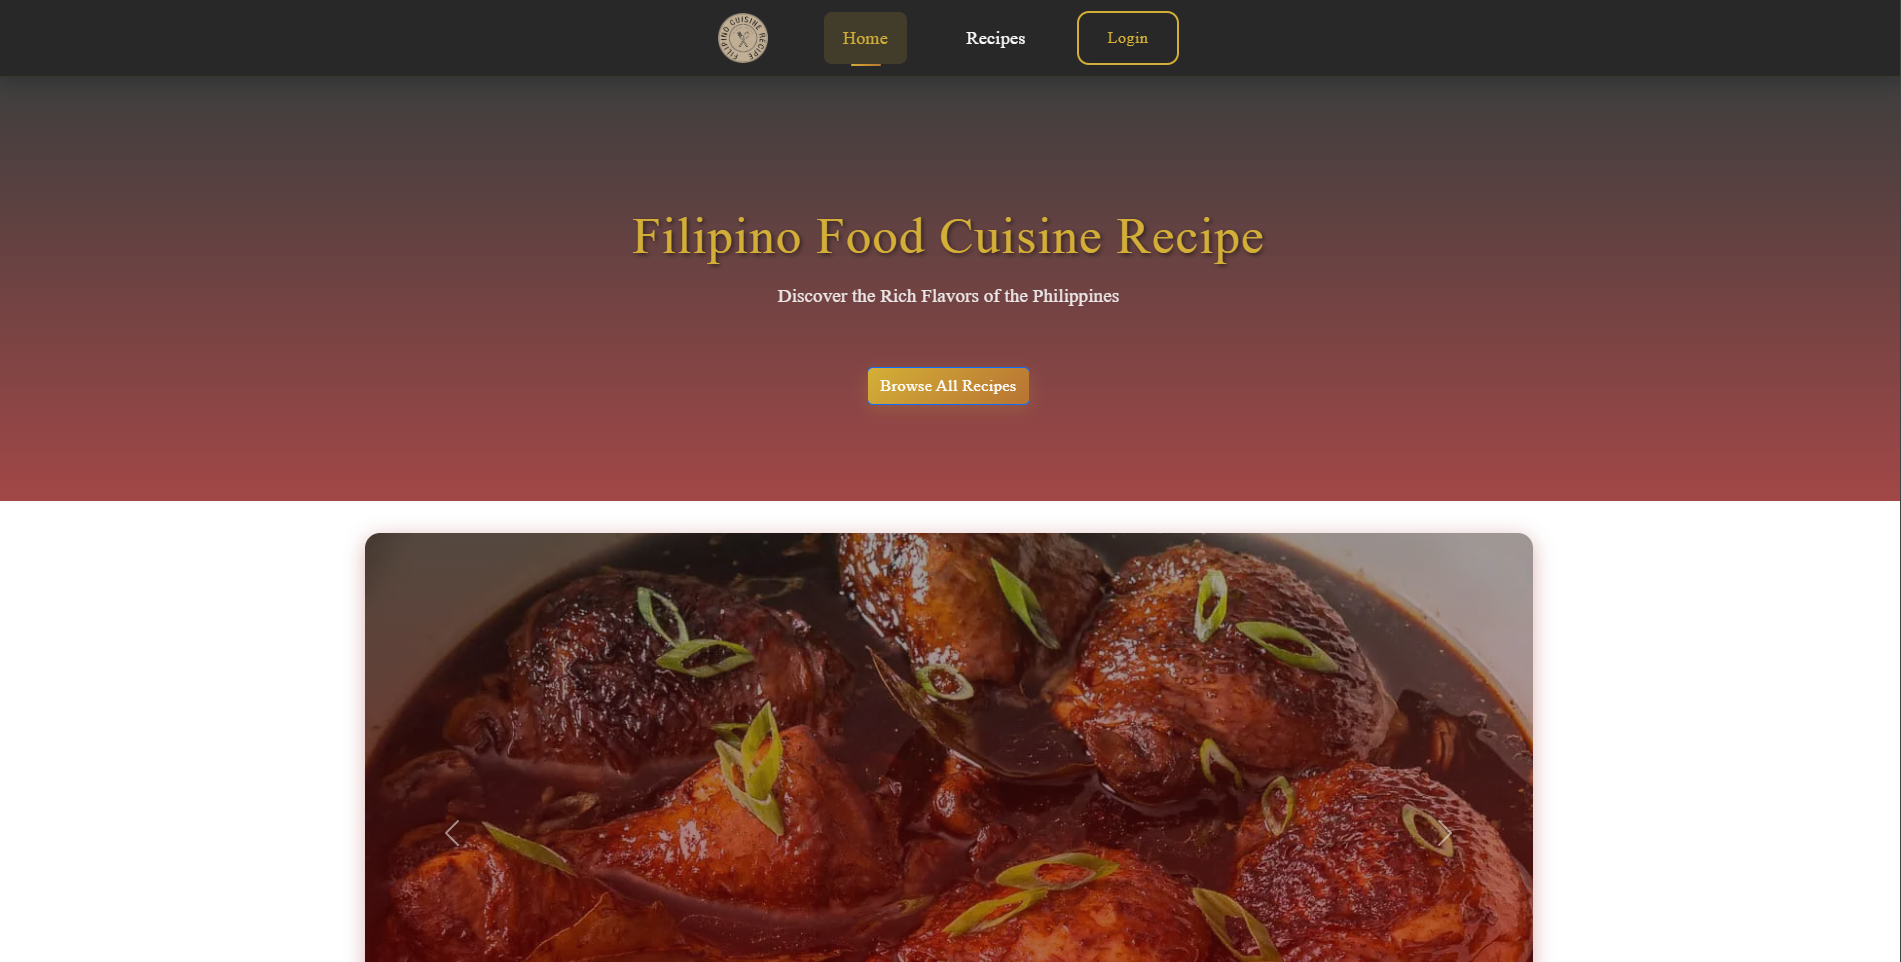 FILIPINO CUISINE RECIPE
Home
Recipes
Login
Filipino Food Cuisine Recipe
Discover the Rich Flavors of the Philippines
Browse All Recipes